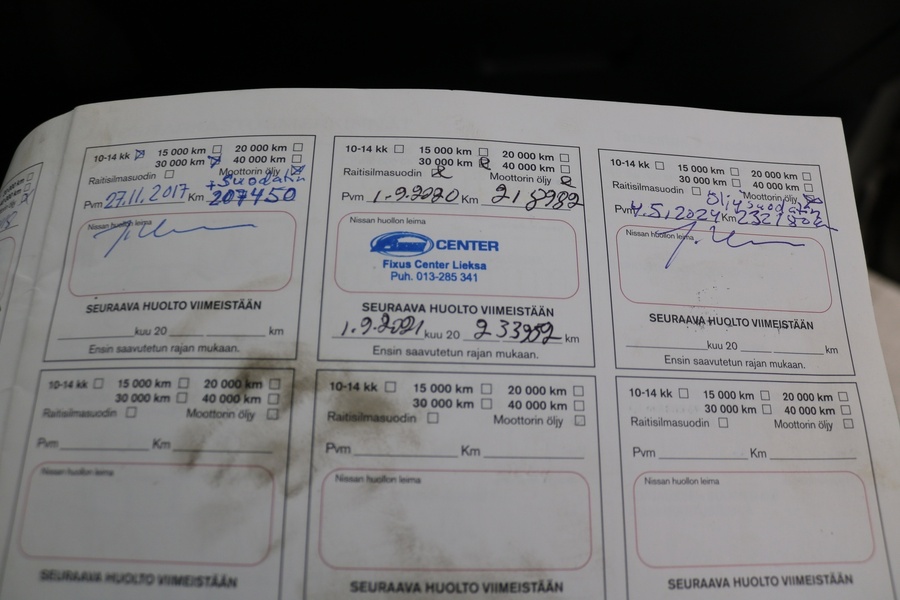 10-14 kk 15 000 km 20 000 km
30 000 km 40 000 km
Raitisilmasuodin Moottorin öljy
+suodatin
Pvm 27.11.2017 Km 207450
Nissan huollon leima
SEURAAVA HUOLTO VIIMEISTÄÄN
kuu 20 km
Ensin saavutetun rajan mukaan.
10-14 kk 15 000 km 20 000 km
30 000 km 40 000 km
Raitisilmasuodin Moottorin öljy
Pvm 1.9.2020 Km
Nissan huollon leima
CENTER
Fixus Center Lieksa
Puh. 013-285 341
SEURAAVA HUOLTO VIIMEISTÄÄN
1.9.2021 kuu 20 km
Ensin saavutetun rajan mukaan.
10-14 kk 15 000 km 20 000 km
30 000 km 40 000 km
Raitisilmasuodin Moottorin öljy
Öljysuodatin
Pvm 4.5.2024 Km
Nissan huollon leima
SEURAAVA HUOLTO VIIMEISTÄÄN
kuu 20 km
Ensin saavutetun rajan mukaan.
10-14 kk 15 000 km 20 000 km
30 000 km 40 000 km
Raitisilmasuodin Moottorin öljy
Pvm Km
Nissan huollon leima
SEURAAVA HUOLTO VIIMEISTÄÄN
10-14 kk 15 000 km 20 000 km
30 000 km 40 000 km
Raitisilmasuodin Moottorin öljy
Pvm Km
Nissan huollon leima
SEURAAVA HUOLTO VIIMEISTÄÄN
10-14 kk 15 000 km 20 000 km
30 000 km 40 000 km
Raitisilmasuodin Moottorin öljy
Pvm Km
Nissan huollon leima
SEURAAVA HUOLTO VIIMEISTÄÄN